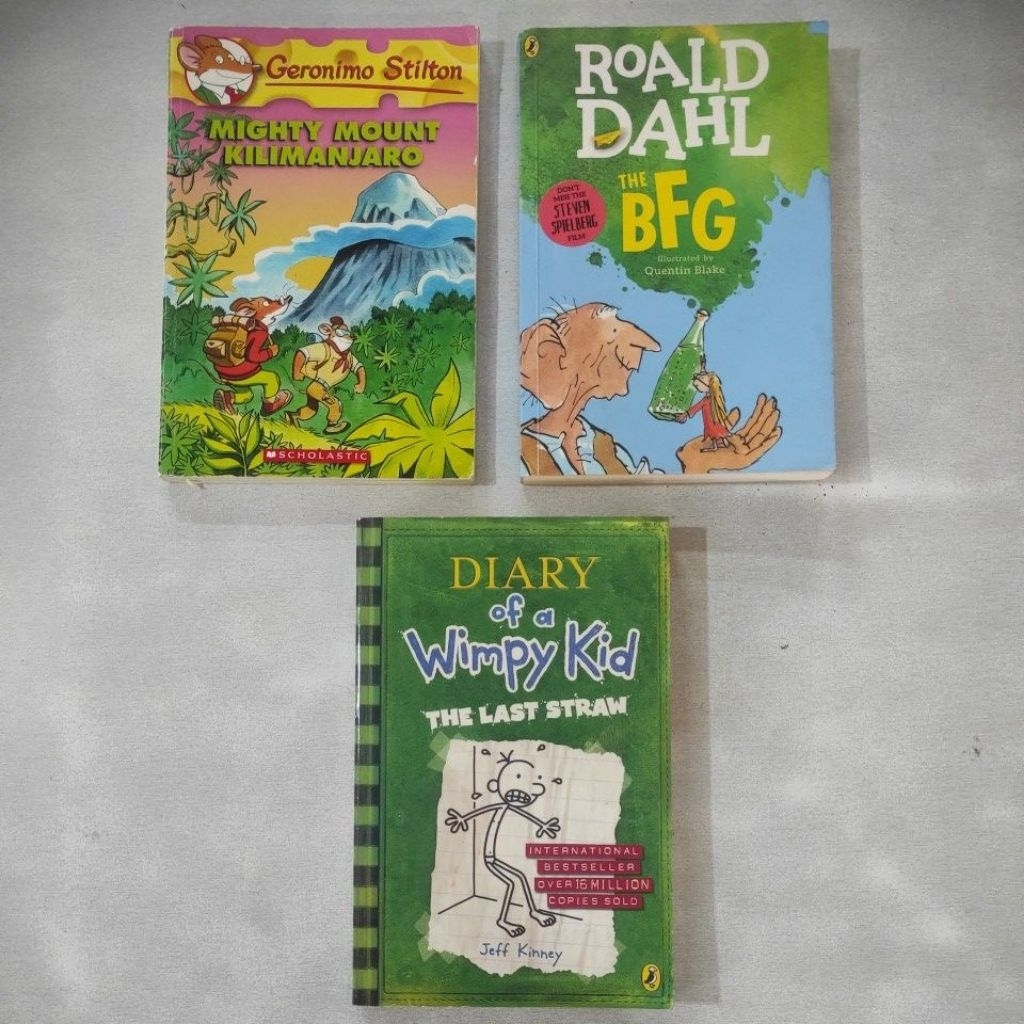 Geronimo Stilton
MIGHTY MOUNT
KILIMANJARO
SCHOLASTIC
ROALD
DAHL
THE
BFG
DON'T
MISS THE
STEVEN
SPIELBERG
FILM
Illustrated by
Quentin Blake
DIARY
of a
Wimpy Kid
THE LAST STRAW
INTERNATIONAL
BESTSELLER
OVER 16 MILLION
COPIES SOLD
Jeff Kinney